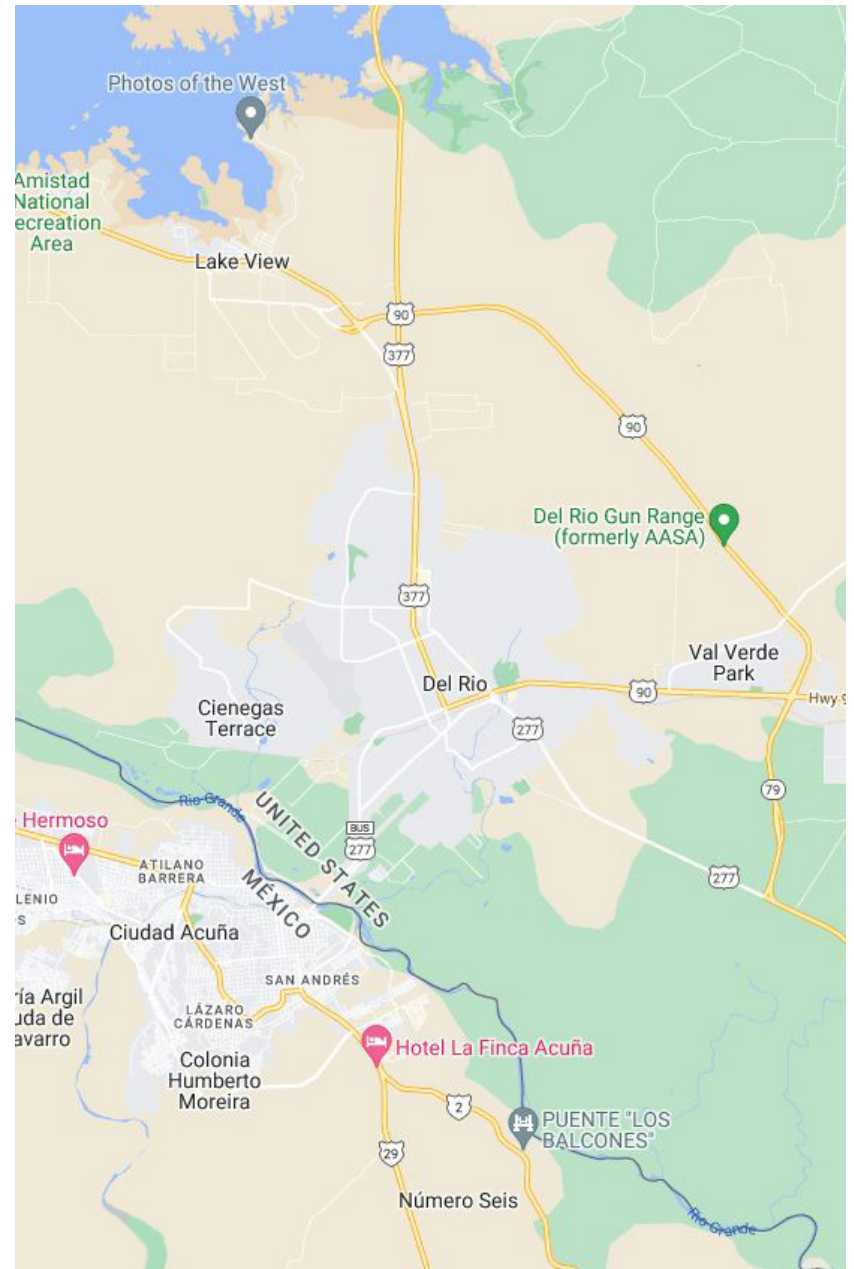 Photos of the West
Amistad
National
ecreation
Area
Lake View
90
377
90
Del Rio Gun Range
(formerly AASA)
377
Val Verde
Park
Del Rio
90
Hwy 9
Cienegas
Terrace
277
79
Rio Grande
UNITED STATES
MÉXICO
e Hermoso
BUS
277
ATILANO
BARRERA
277
LENIO
S
Ciudad Acuña
SAN ANDRÉS
ría Argil
uda de
avarro
LÁZARO
CÁRDENAS
Hotel La Finca Acuña
Colonia
Humberto
Moreira
2
PUENTE "LOS
BALCONES"
29
Número Seis
Rio Grande